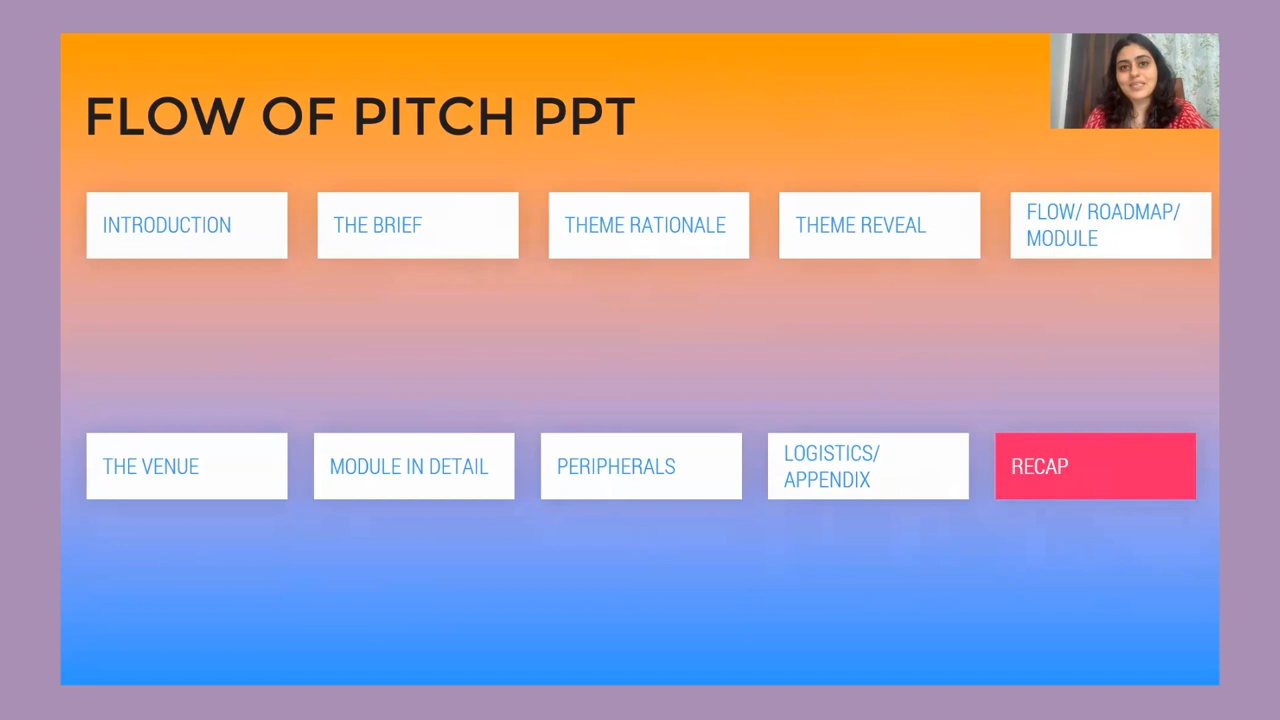 FLOW OF PITCH PPT
INTRODUCTION
THE BRIEF
THEME RATIONALE
THEME REVEAL
FLOW/ ROADMAP/
MODULE
THE VENUE
MODULE IN DETAIL
PERIPHERALS
LOGISTICS/
APPENDIX
RECAP